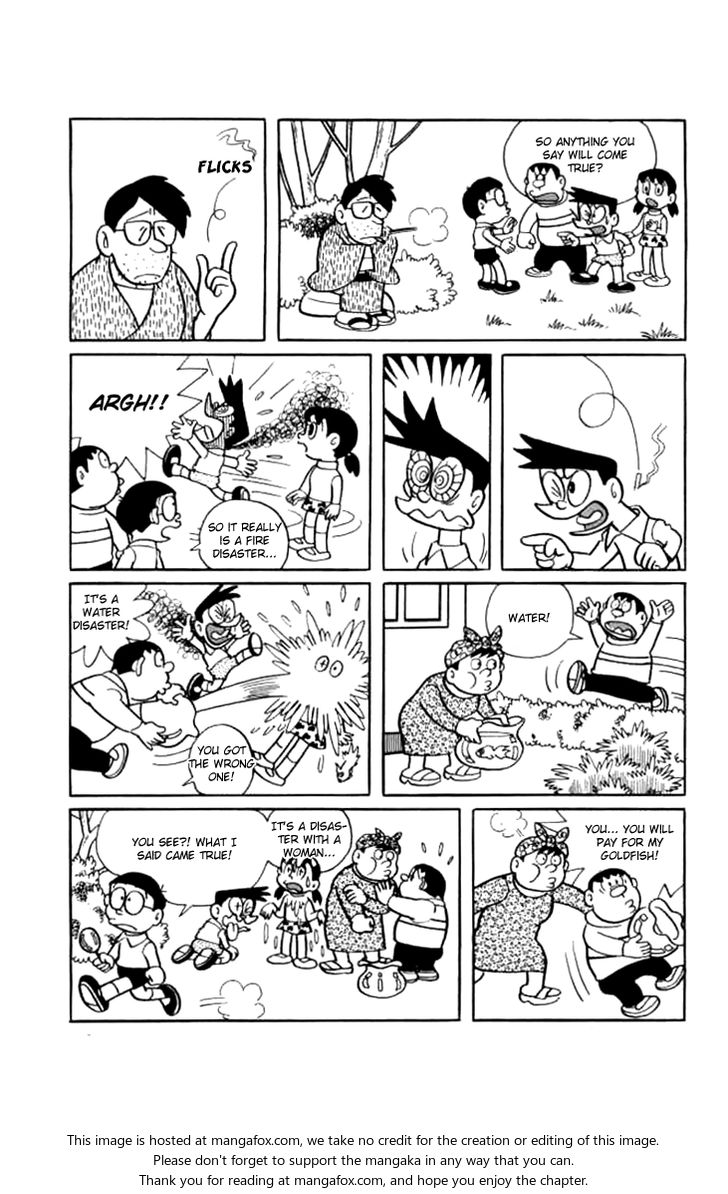 SO ANYTHING YOU
SAY WILL COME
TRUE?
FLICKS
ARGH!!
SO IT REALLY
IS A FIRE
DISASTER...
WATER!
IT'S A
WATER
DISASTER!
YOU GOT
THE WRONG
ONE!
YOU... YOU WILL
PAY FOR MY
GOLDFISH!
IT'S A DISAS-
TER WITH A
WOMAN...
YOU SEE?! WHAT I
SAID CAME TRUE!
This image is hosted at mangafox.com, we take no credit for the creation or editing of this image.
Please don't forget to support the mangaka in any way that you can.
Thank you for reading at mangafox.com, and hope you enjoy the chapter.